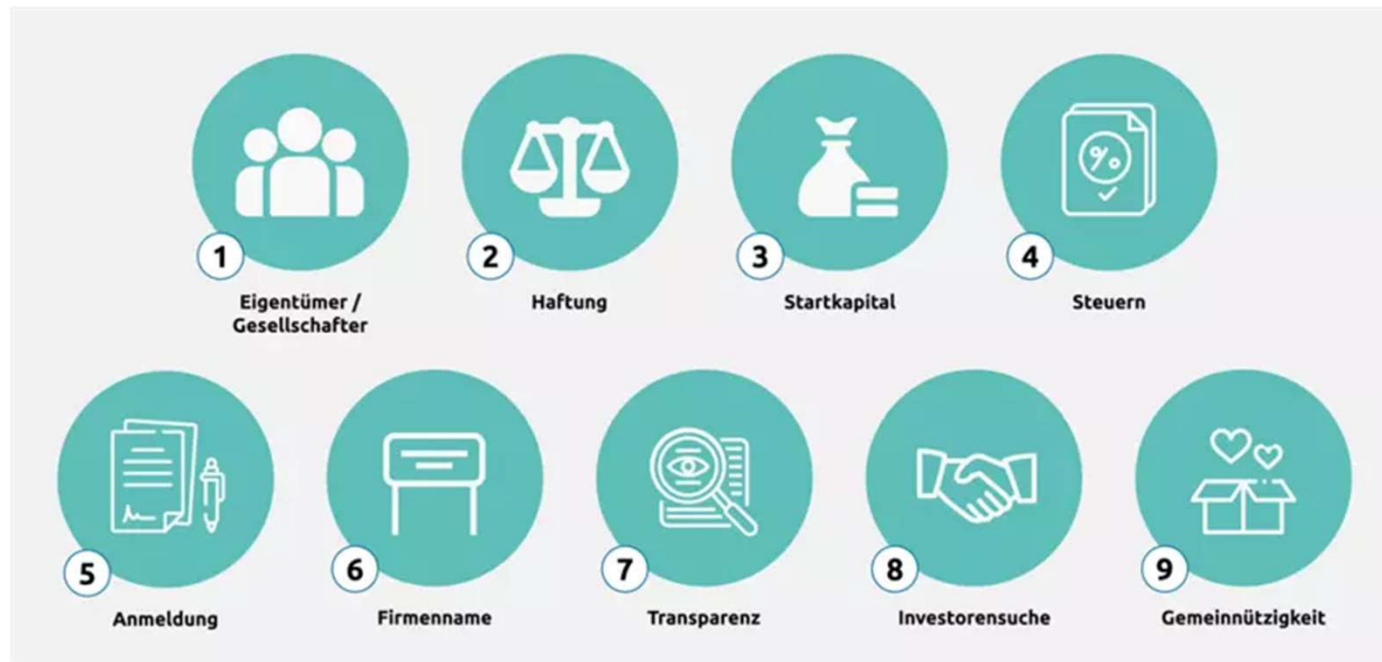 1
Eigentümer /
Gesellschafter
2
Haftung
3
Startkapital
%
4
Steuern
5
Anmeldung
6
Firmenname
7
Transparenz
8
Investorensuche
9
Gemeinnützigkeit